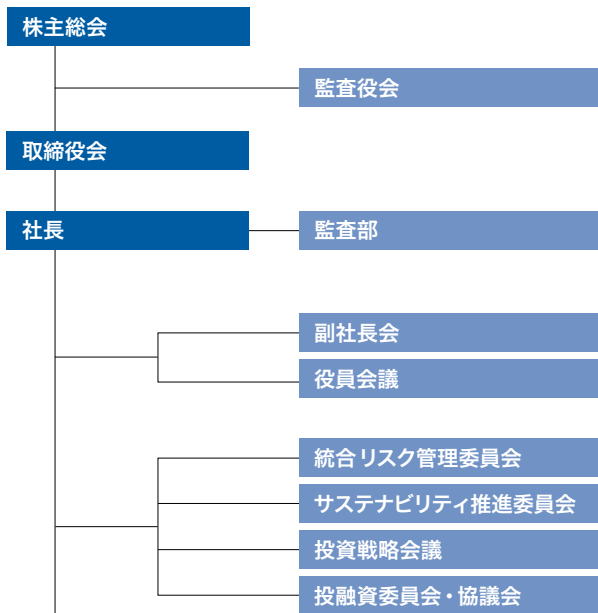 株主総会
監査役会
取締役会
社長
監査部
副社長会
役員会議
統合リスク管理委員会
サステナビリティ推進委員会
投資戦略会議
投融資委員会・協議会